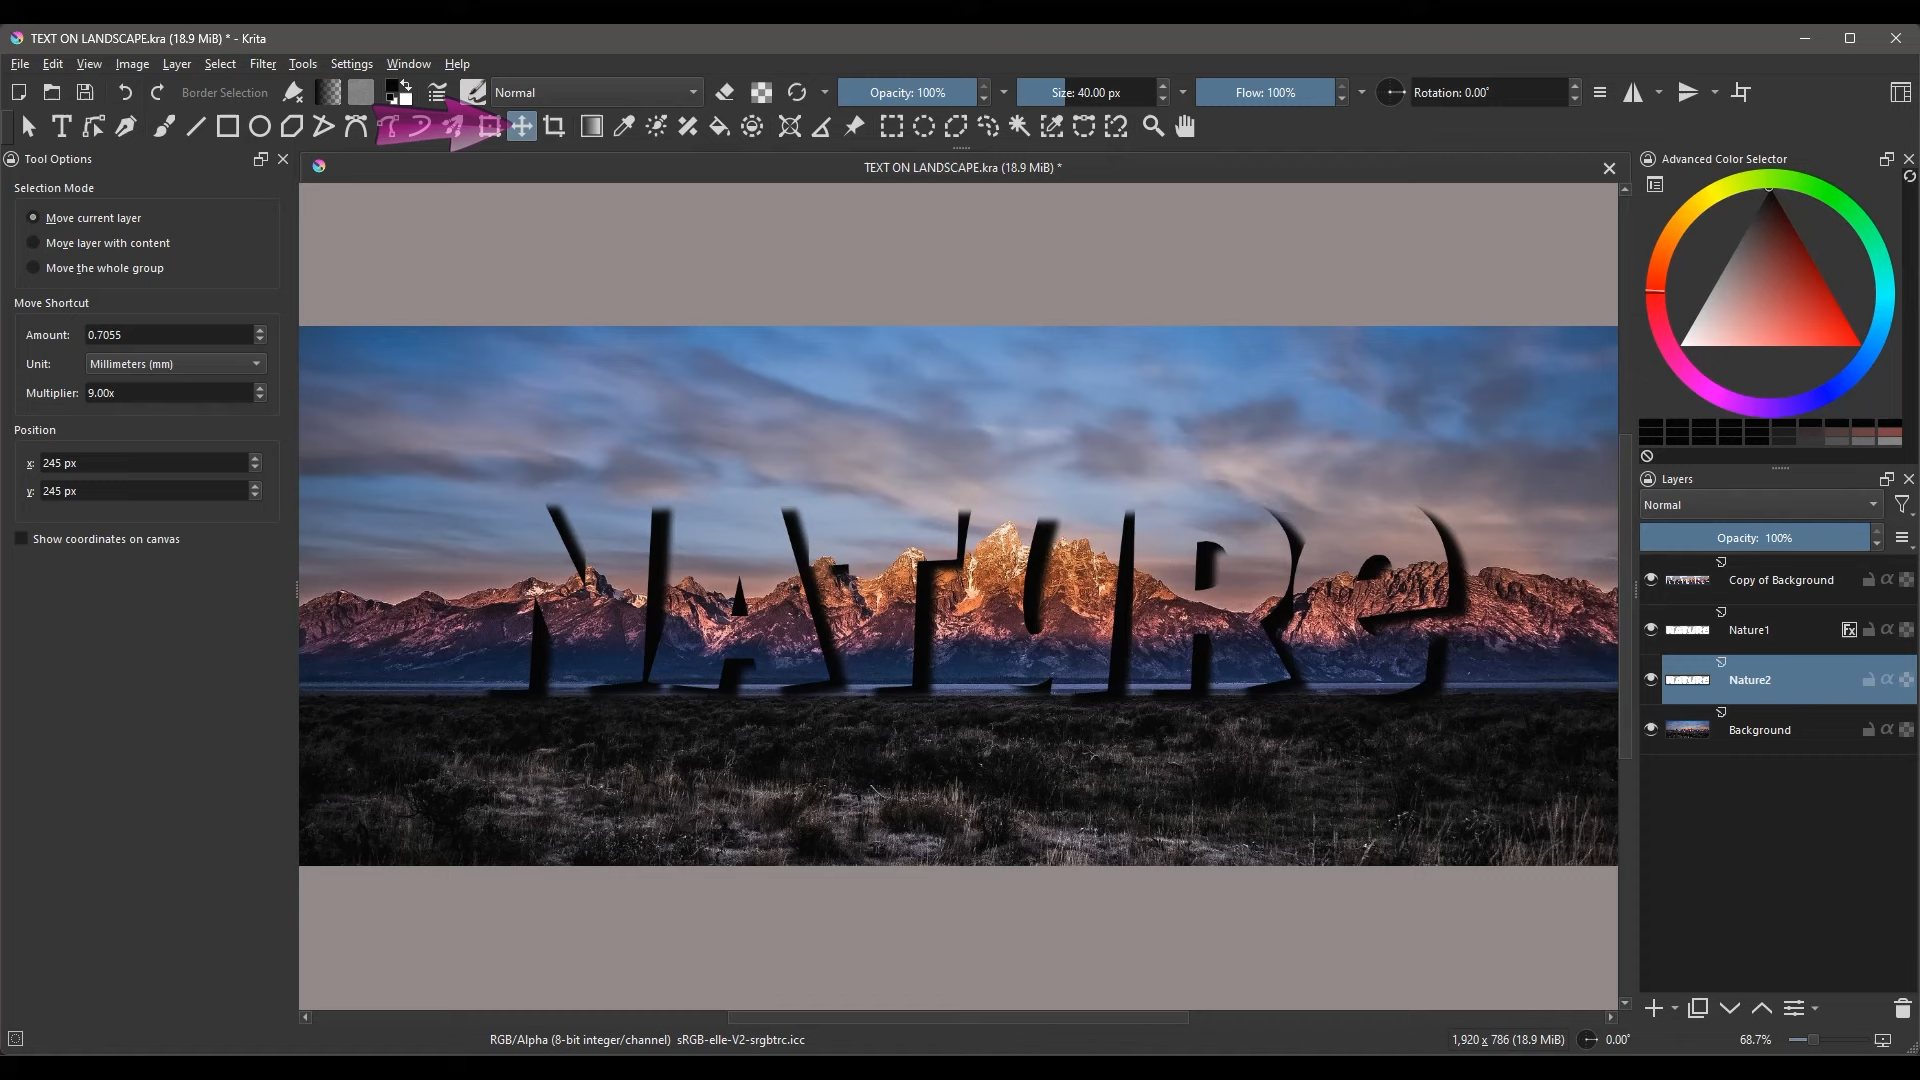 TEXT ON LANDSCAPE.kra (18.9 MiB) * - Krita
File Edit View Image Layer Select Filter Tools Settings Window Help
Border Selection
Normal
Opacity: 100%
Size: 40.00 px
Flow: 100%
Rotation: 0.00°
Tool Options
TEXT ON LANDSCAPE.kra (18.9 MiB) *
Advanced Color Selector
Selection Mode
Move current layer
Move layer with content
Move the whole group
Move Shortcut
Amount: 0.7055
Unit: Millimeters (mm)
Multiplier: 9.00x
Position
x: 245 px
y: 245 px
Show coordinates on canvas
NATURe
Layers
Normal
Opacity: 100%
Copy of Background
Nature1
Fx
Nature2
Background
RGB/Alpha (8-bit integer/channel) sRGB-elle-V2-srgbtrc.icc
1,920 x 786 (18.9 MiB)
0.00°
68.7%